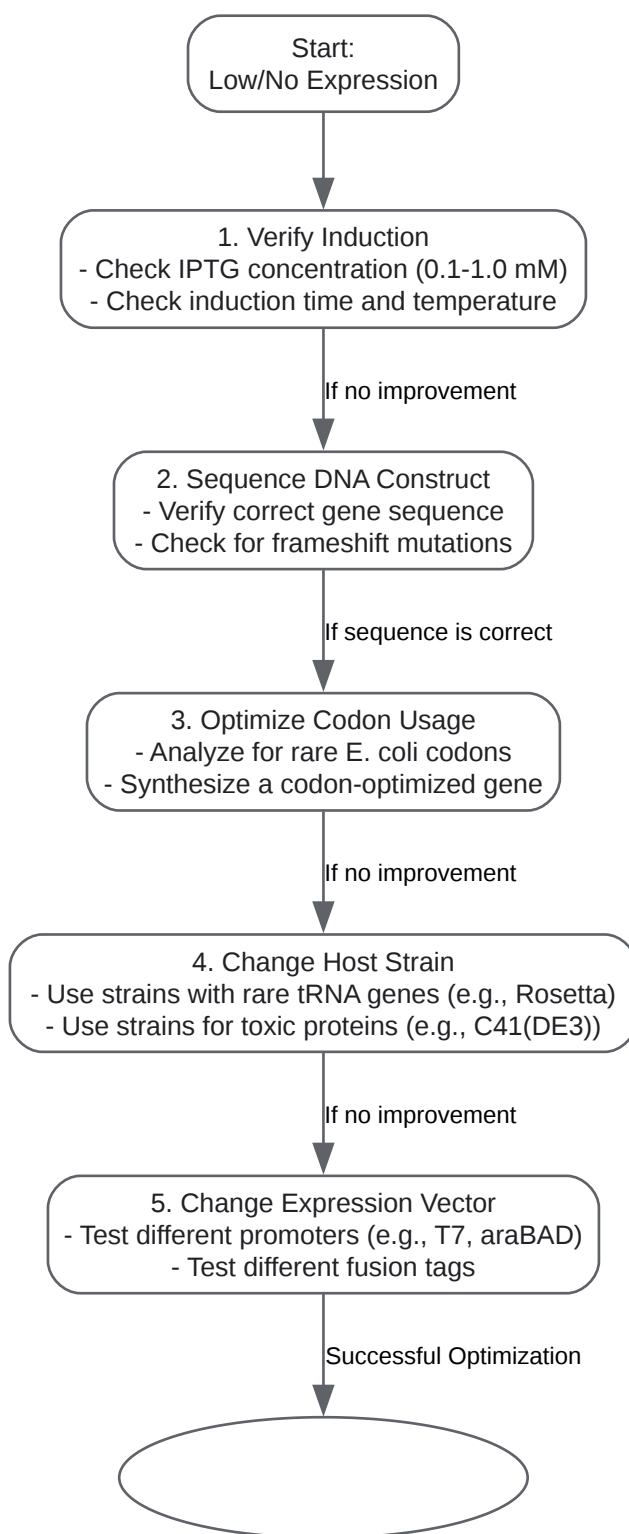 Start:
Low/No Expression
1. Verify Induction
- Check IPTG concentration (0.1-1.0 mM)
- Check induction time and temperature
If no improvement
2. Sequence DNA Construct
- Verify correct gene sequence
- Check for frameshift mutations
If sequence is correct
3. Optimize Codon Usage
- Analyze for rare E. coli codons
- Synthesize a codon-optimized gene
If no improvement
4. Change Host Strain
- Use strains with rare tRNA genes (e.g., Rosetta)
- Use strains for toxic proteins (e.g., C41(DE3))
If no improvement
5. Change Expression Vector
- Test different promoters (e.g., T7, araBAD)
- Test different fusion tags
Successful Optimization